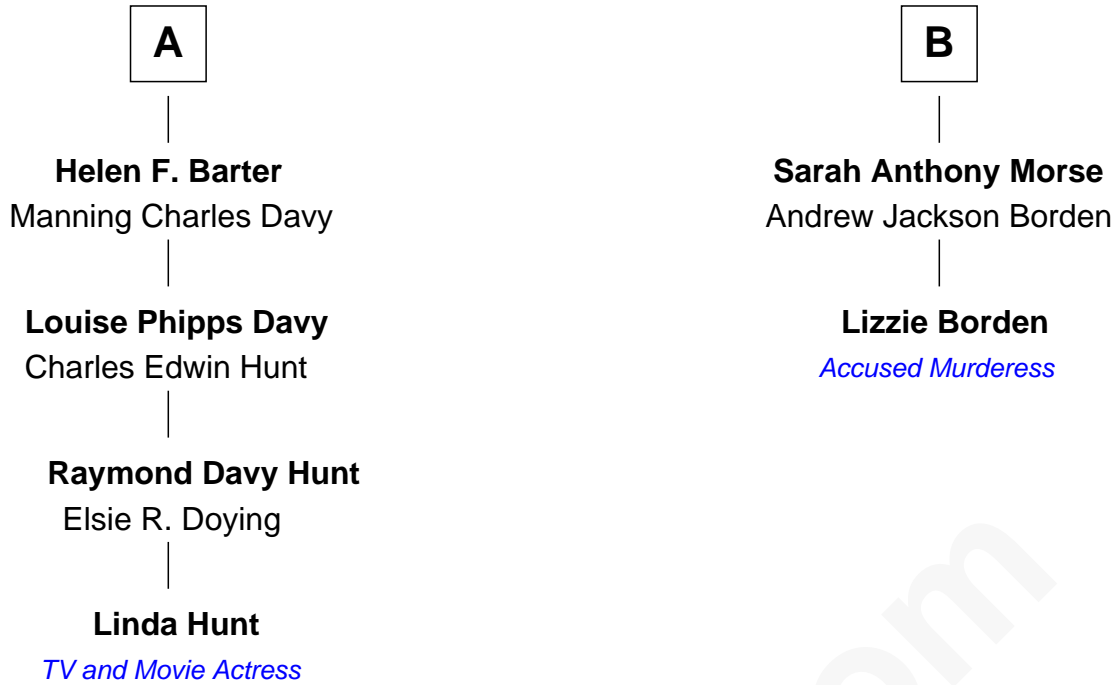 A
Helen F. Barter
Manning Charles Davy
Louise Phipps Davy
Charles Edwin Hunt
Raymond Davy Hunt
Elsie R. Doying
Linda Hunt
TV and Movie Actress
B
Sarah Anthony Morse
Andrew Jackson Borden
Lizzie Borden
Accused Murderess
om